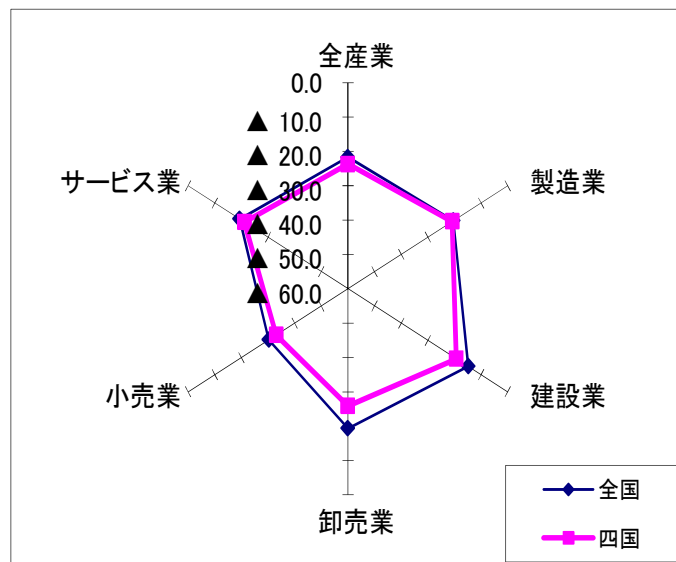 全産業
0.0
▲ 10.0
▲ 20.0
▲ 30.0
▲ 40.0
▲ 50.0
▲ 60.0
サービス業
製造業
小売業
建設業
卸売業
全国
四国